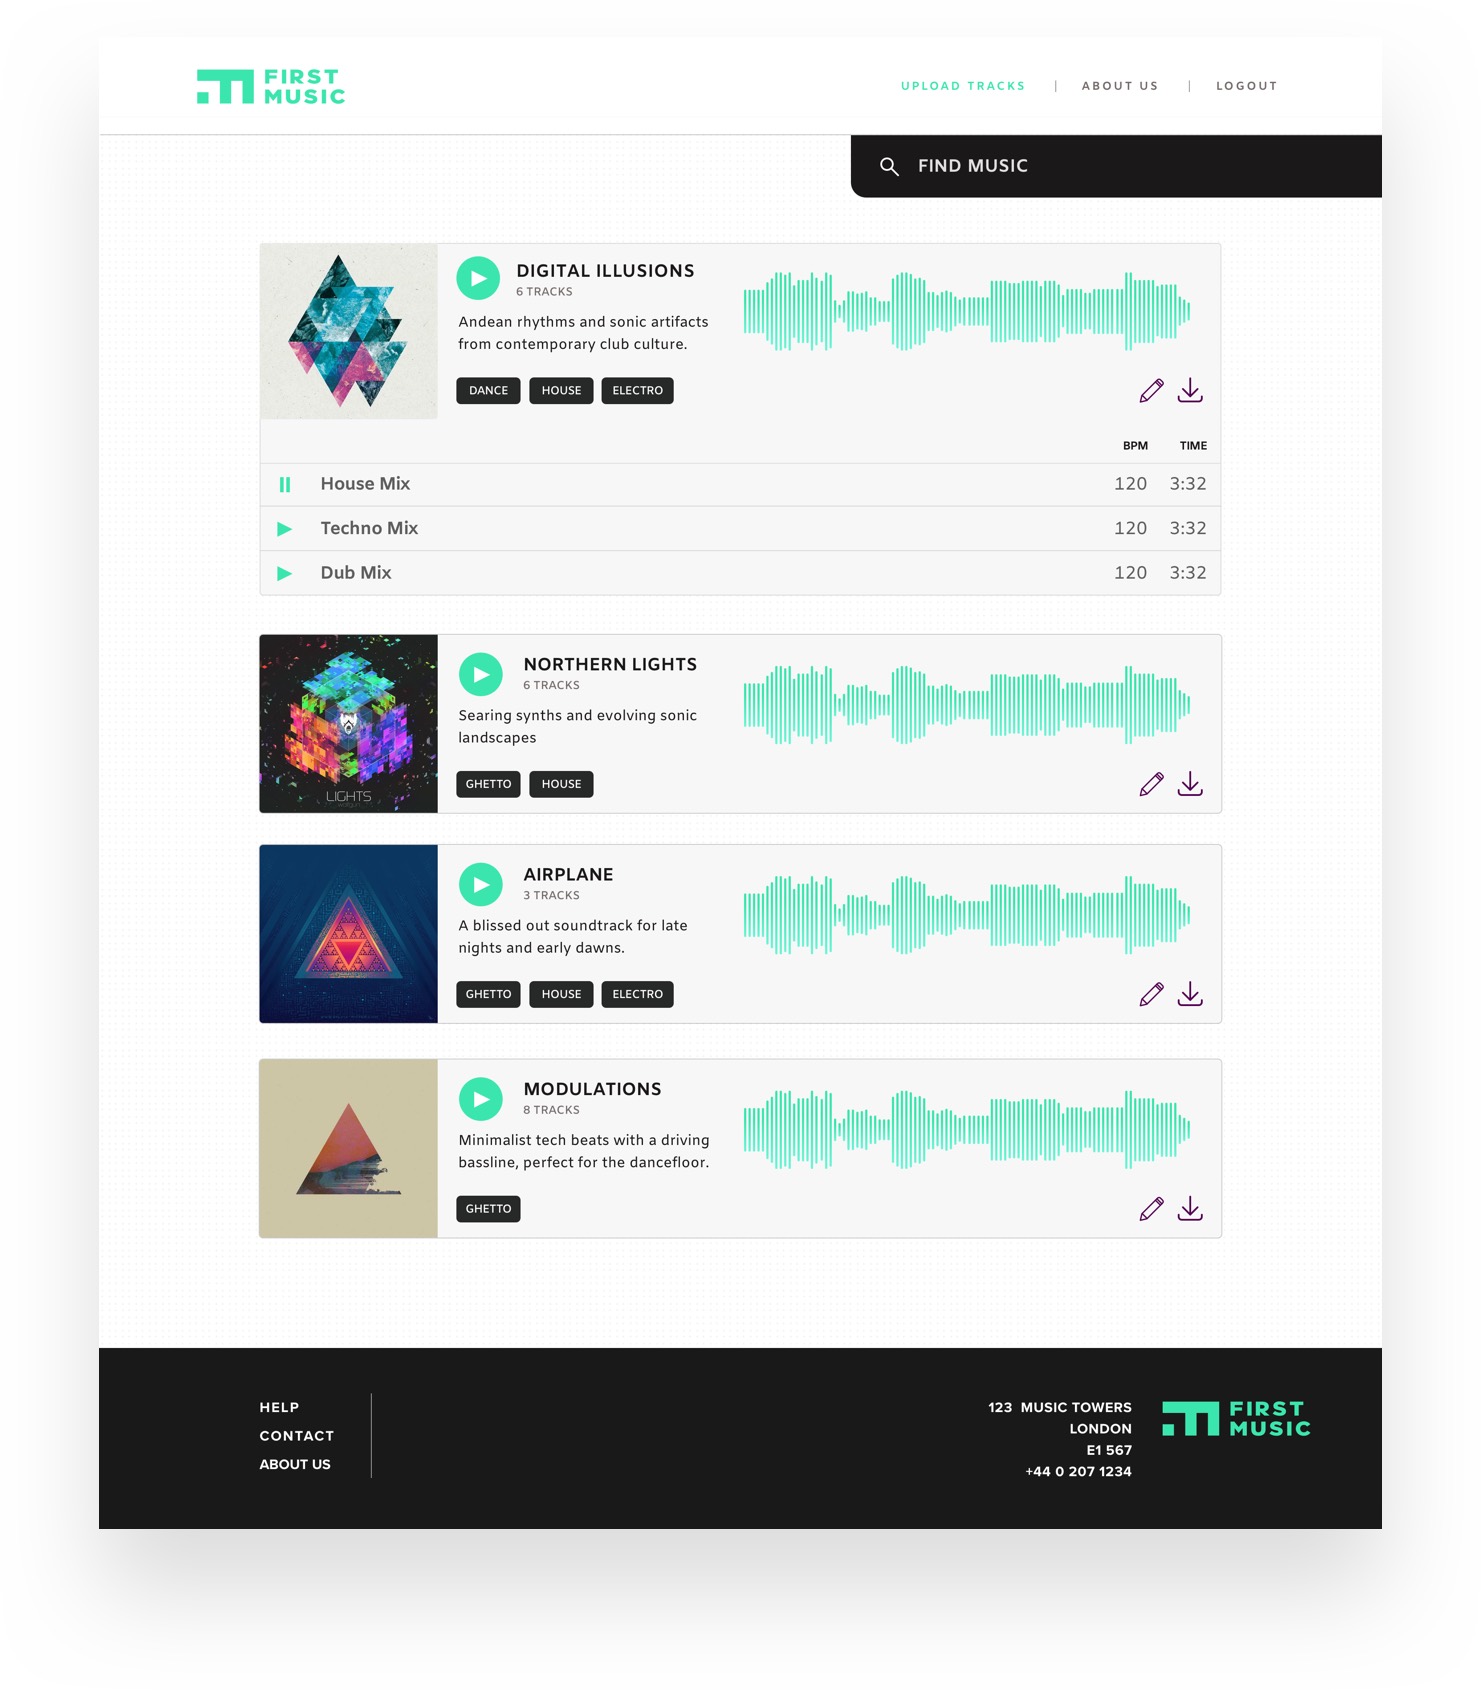 FIRST
MUSIC
UPLOAD TRACKS | ABOUT US | LOGOUT
FIND MUSIC
DIGITAL ILLUSIONS
6 TRACKS
Andean rhythms and sonic artifacts
from contemporary club culture.
DANCE HOUSE ELECTRO
BPM TIME
House Mix 120 3:32
Techno Mix 120 3:32
Dub Mix 120 3:32
LIGHTS
NORTHERN LIGHTS
6 TRACKS
Searing synths and evolving sonic
landscapes
GHETTO HOUSE
AIRPLANE
3 TRACKS
A blissed out soundtrack for late
nights and early dawns.
GHETTO HOUSE ELECTRO
MODULATIONS
8 TRACKS
Minimalist tech beats with a driving
bassline, perfect for the dancefloor.
GHETTO
HELP
CONTACT
ABOUT US
123 MUSIC TOWERS
LONDON
E1 567
+44 0 207 1234
FIRST
MUSIC